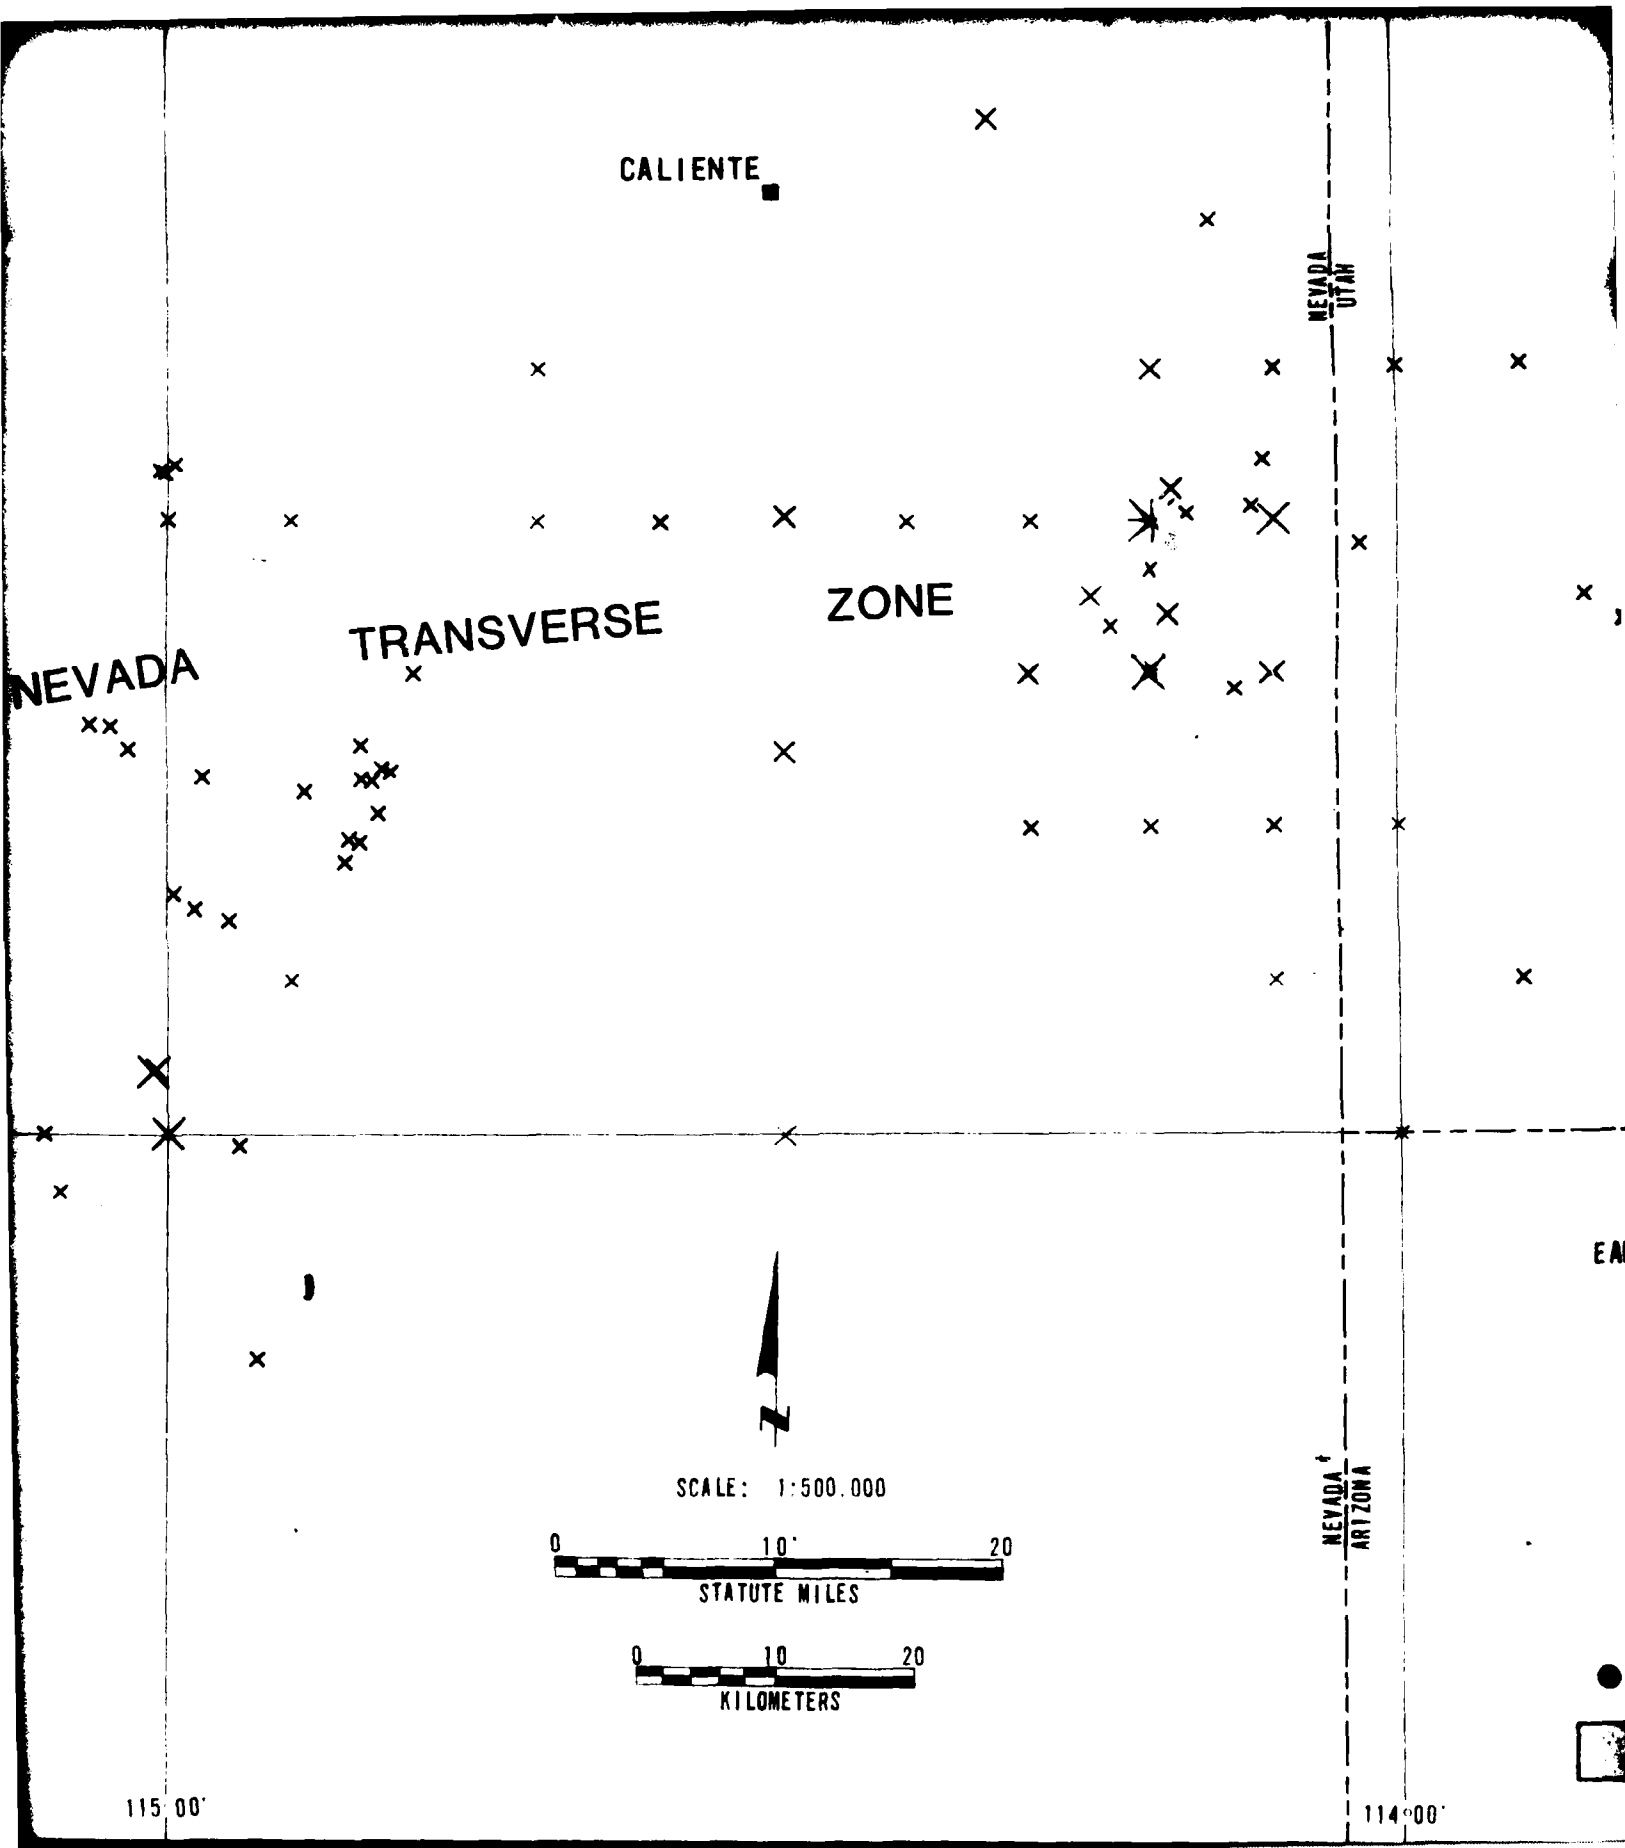 CALIENTE
NEVADA
UTAH
NEVADA TRANSVERSE ZONE
EA
N
SCALE: 1:500.000
0 10 20
STATUTE MILES
0 10 20
KILOMETERS
NEVADA
ARIZONA
115 00'
114°00'